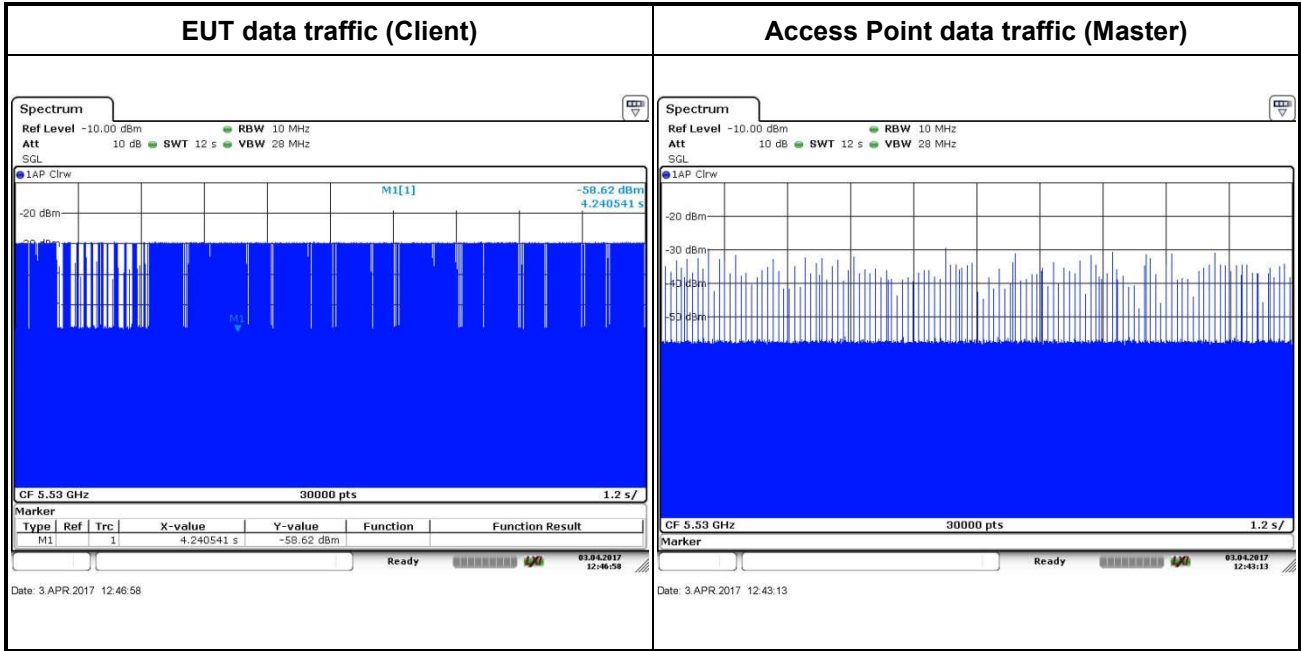 EUT data traffic (Client)
Access Point data traffic (Master)
Spectrum
Ref Level -10.00 dBm RBW 10 MHz
Att 10 dB SWT 12 s VBW 28 MHz
SGL
1AP Clrw
M1[1] -58.62 dBm
4.240541 s
-20 dBm
M1
CF 5.53 GHz 30000 pts 1.2 s/
Marker
Type Ref Trc X-value Y-value Function Function Result
M1 1 4.240541 s -58.62 dBm
Ready 03.04.2017
12:46:58
Date: 3.APR.2017 12:46:58
Spectrum
Ref Level -10.00 dBm RBW 10 MHz
Att 10 dB SWT 12 s VBW 28 MHz
SGL
1AP Clrw
-20 dBm
-30 dBm
-40 dBm
-50 dBm
CF 5.53 GHz 30000 pts 1.2 s/
Marker
Ready 03.04.2017
12:43:13
Date: 3.APR.2017 12:43:13